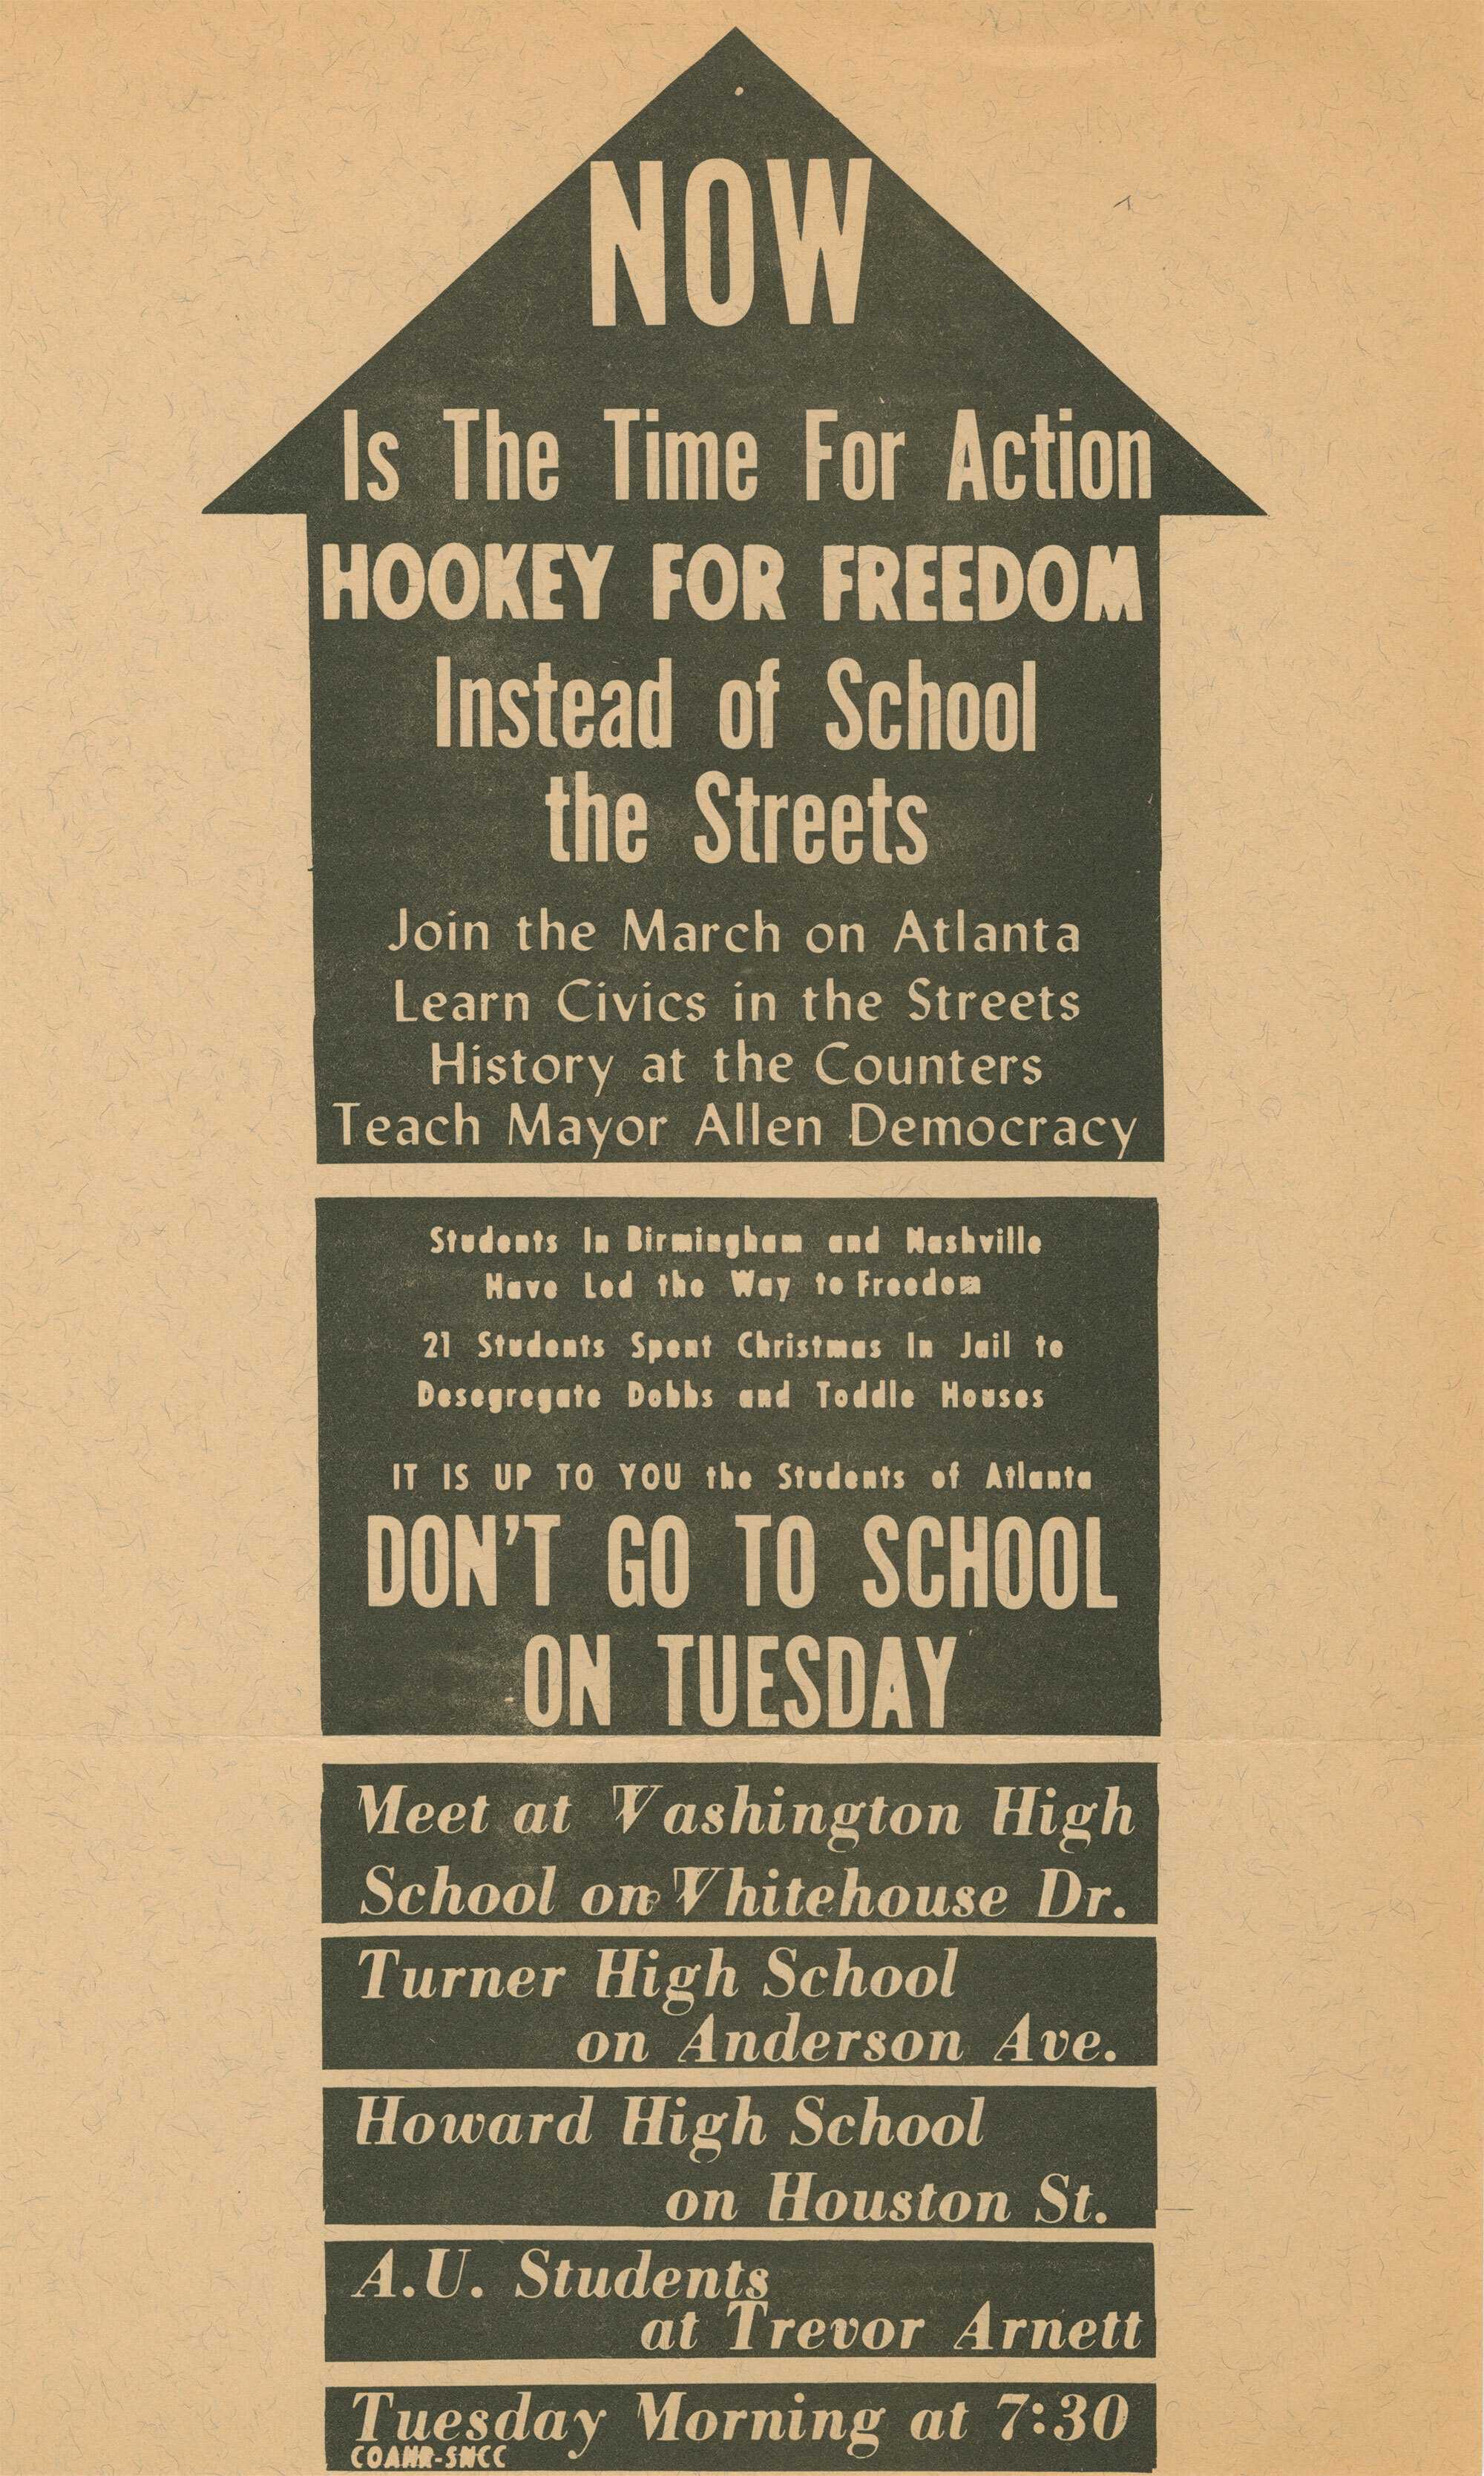 NOW
Is The Time For Action
HOOKEY FOR FREEDOM
Instead of School
the Streets
Join the March on Atlanta
Learn Civics in the Streets
History at the Counters
Teach Mayor Allen Democracy
Students In Birmingham and Nashville
Have Led the Way to Freedom
21 Students Spent Christmas In Jail to
Desegregate Dobbs and Toddle Houses
IT IS UP TO YOU the Students of Atlanta
DON'T GO TO SCHOOL
ON TUESDAY
Meet at Washington High
School on Whitehouse Dr.
Turner High School
on Anderson Ave.
Howard High School
on Houston St.
A.U. Students
at Trevor Arnett
Tuesday Morning at 7:30
COAHR-SNCC